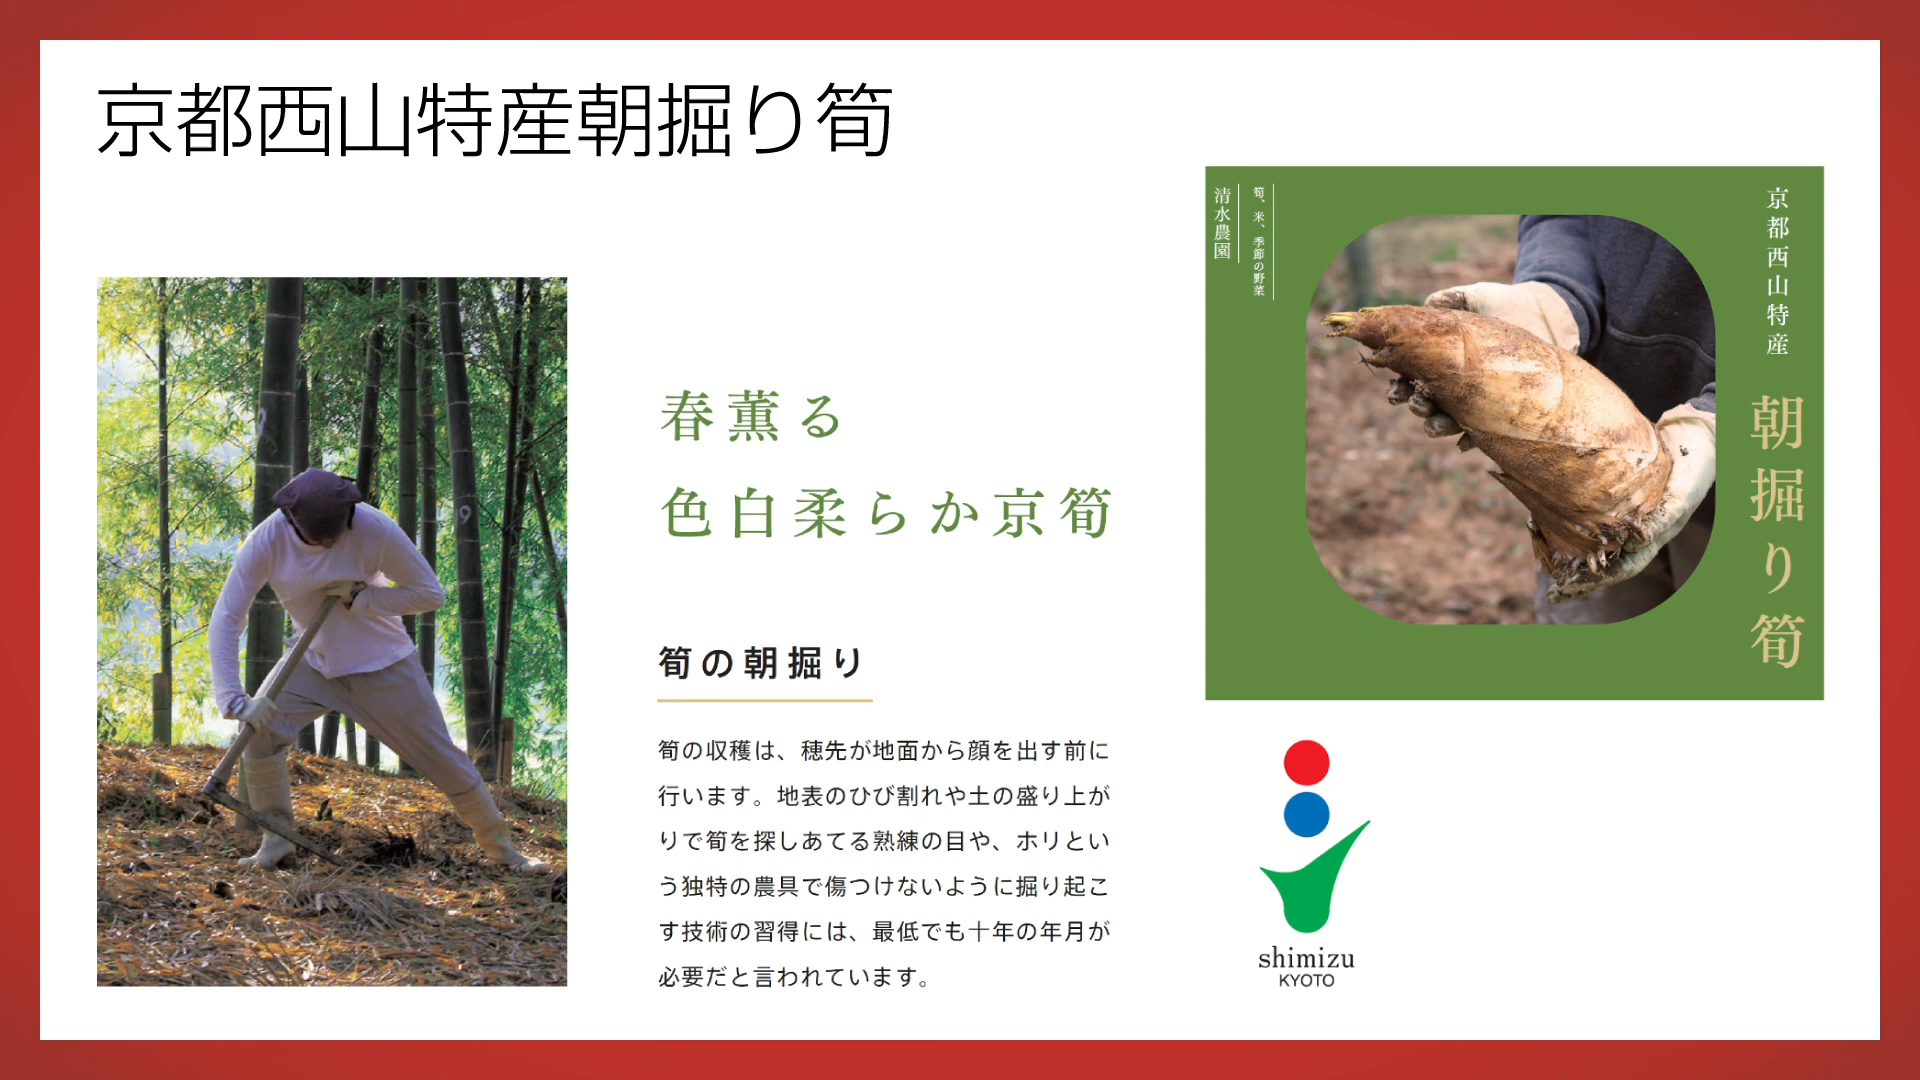 京都西山特産朝掘り筍
春薫る
色白柔らか京筍
筍の朝掘り
筍の収穫は、穂先が地面から顔を出す前に
行います。地表のひび割れや土の盛り上が
りで筍を探しあてる熟練の目や、ホリとい
う独特の農具で傷つけないように掘り起こ
す技術の習得には、最低でも十年の年月が
必要だと言われています。
京都西山特産
朝掘り筍
筍、米、季節の野菜
清水農園
shimizu
KYOTO